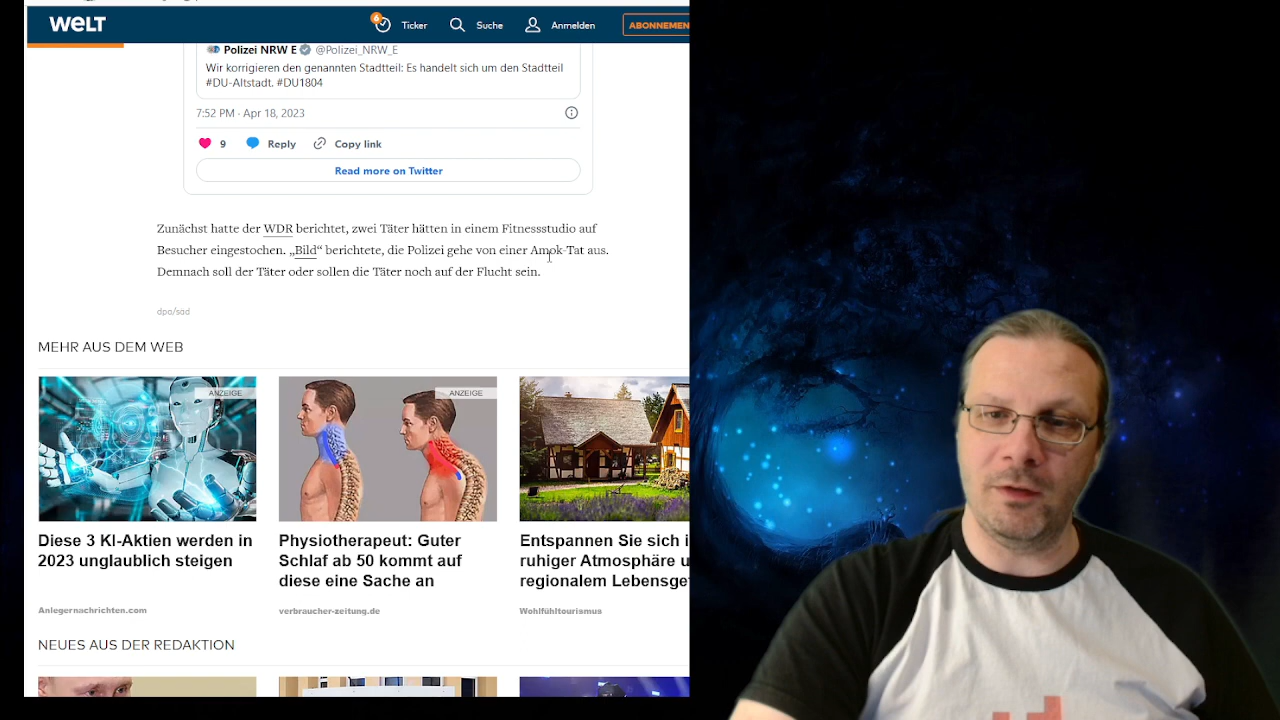 WELT
6
Ticker
Suche
Anmelden
ABONNEMEN
Polizei NRW E @Polizei_NRW_E
Wir korrigieren den genannten Stadtteil: Es handelt sich um den Stadtteil
#DU-Altstadt. #DU1804
7:52 PM · Apr 18, 2023
9 Reply Copy link
Read more on Twitter
Zunächst hatte der WDR berichtet, zwei Täter hätten in einem Fitnessstudio auf
Besucher eingestochen. „Bild“ berichtete, die Polizei gehe von einer Amok-Tat aus.
Demnach soll der Täter oder sollen die Täter noch auf der Flucht sein.
dpa/sad
MEHR AUS DEM WEB
ANZEIGE
ANZEIGE
Diese 3 KI-Aktien werden in
2023 unglaublich steigen
Anlegernachrichten.com
Physiotherapeut: Guter
Schlaf ab 50 kommt auf
diese eine Sache an
verbraucher-zeitung.de
Entspannen Sie sich i
ruhiger Atmosphäre u
regionalem Lebensge
Wohlfühltourismus
NEUES AUS DER REDAKTION